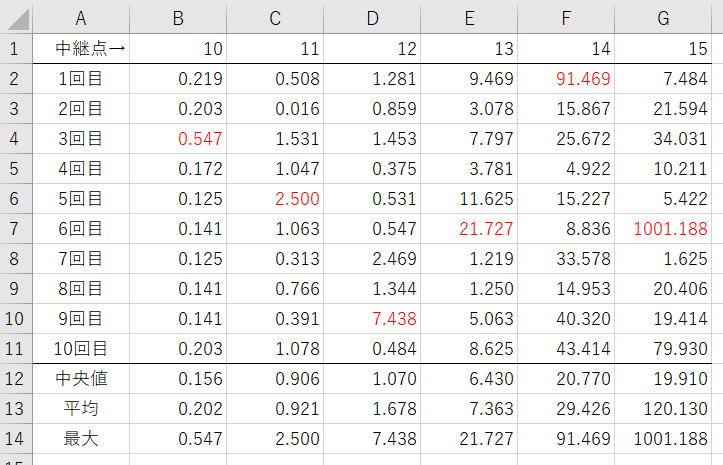 A B C D E F G
1 中継点→ 10 11 12 13 14 15
2 1回目 0.219 0.508 1.281 9.469 91.469 7.484
3 2回目 0.203 0.016 0.859 3.078 15.867 21.594
4 3回目 0.547 1.531 1.453 7.797 25.672 34.031
5 4回目 0.172 1.047 0.375 3.781 4.922 10.211
6 5回目 0.125 2.500 0.531 11.625 15.227 5.422
7 6回目 0.141 1.063 0.547 21.727 8.836 1001.188
8 7回目 0.125 0.313 2.469 1.219 33.578 1.625
9 8回目 0.141 0.766 1.344 1.250 14.953 20.406
10 9回目 0.141 0.391 7.438 5.063 40.320 19.414
11 10回目 0.203 1.078 0.484 8.625 43.414 79.930
12 中央値 0.156 0.906 1.070 6.430 20.770 19.910
13 平均 0.202 0.921 1.678 7.363 29.426 120.130
14 最大 0.547 2.500 7.438 21.727 91.469 1001.188